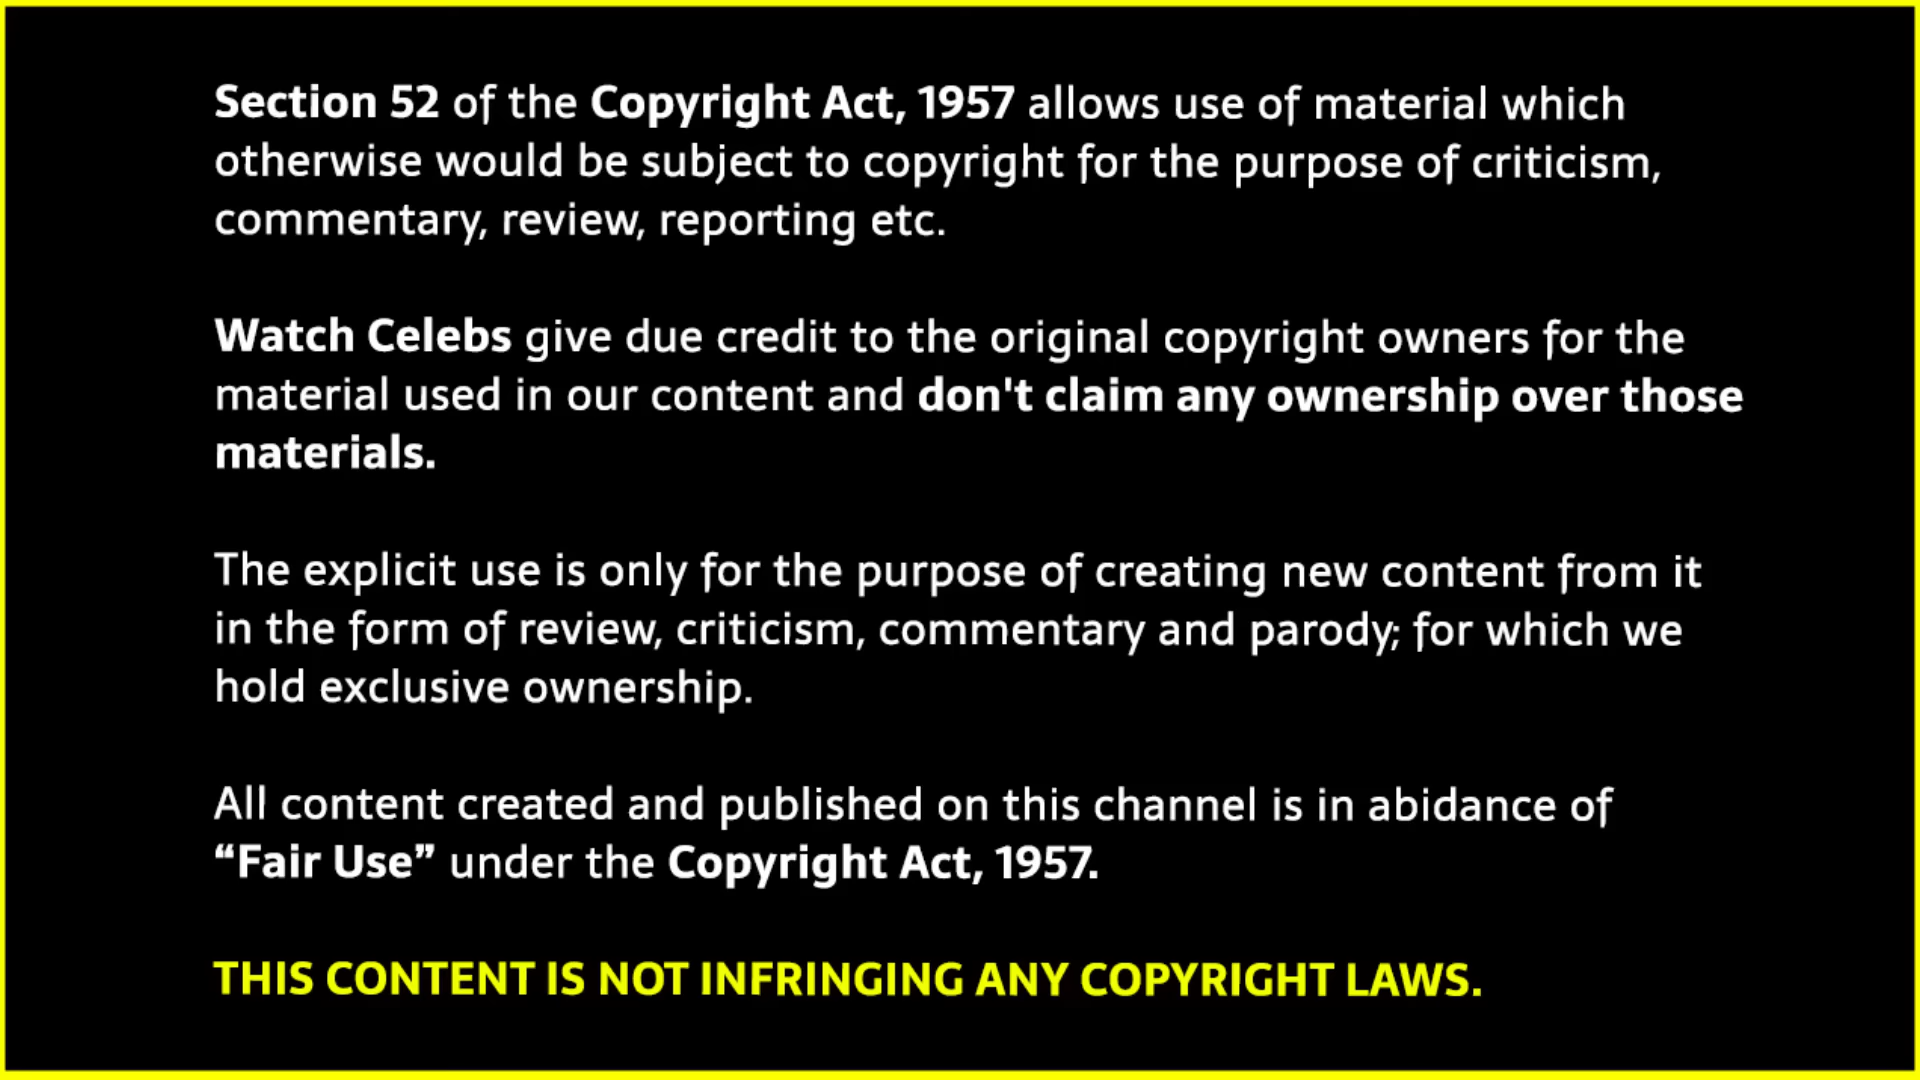 Section 52 of the Copyright Act, 1957 allows use of material which
otherwise would be subject to copyright for the purpose of criticism,
commentary, review, reporting etc.
Watch Celebs give due credit to the original copyright owners for the
material used in our content and don't claim any ownership over those
materials.
The explicit use is only for the purpose of creating new content from it
in the form of review, criticism, commentary and parody; for which we
hold exclusive ownership.
All content created and published on this channel is in abidance of
“Fair Use” under the Copyright Act, 1957.
THIS CONTENT IS NOT INFRINGING ANY COPYRIGHT LAWS.